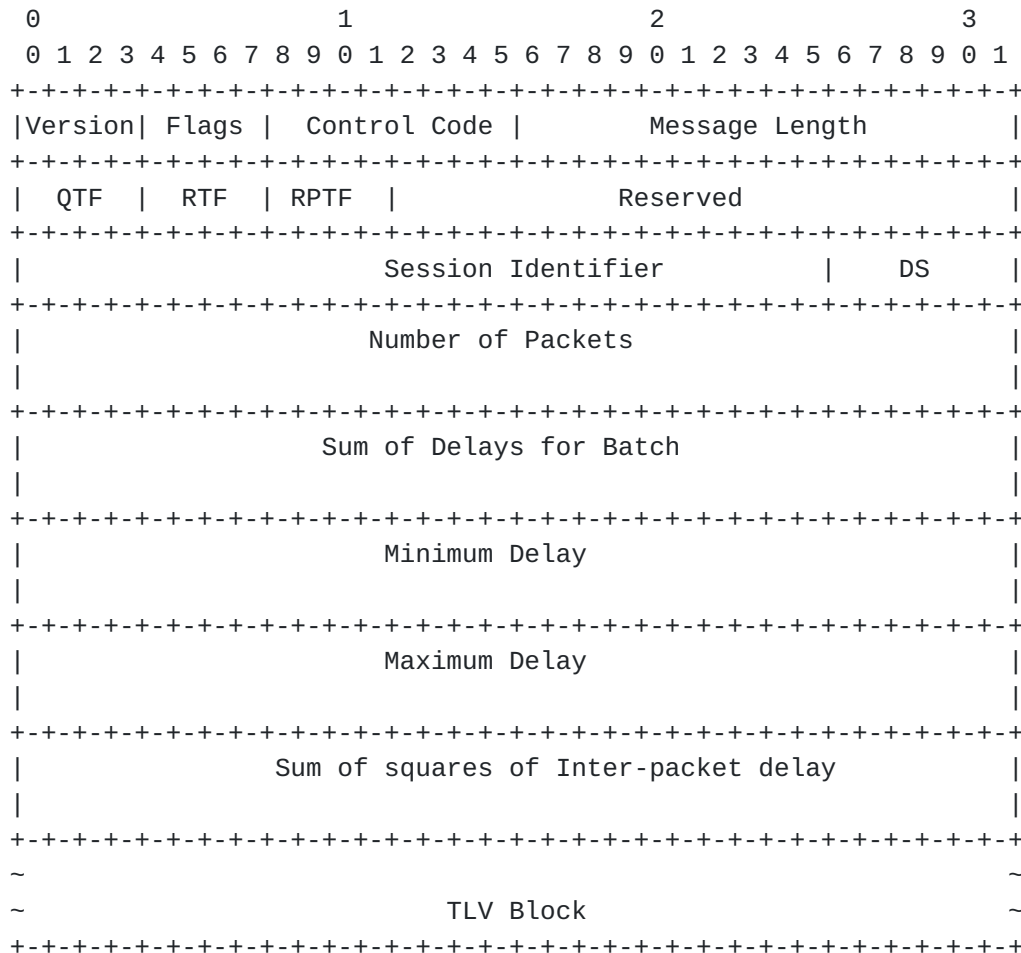 0                   1                   2                   3
 0 1 2 3 4 5 6 7 8 9 0 1 2 3 4 5 6 7 8 9 0 1 2 3 4 5 6 7 8 9 0 1
+-+-+-+-+-+-+-+-+-+-+-+-+-+-+-+-+-+-+-+-+-+-+-+-+-+-+-+-+-+-+-+-+
|Version| Flags |  Control Code |        Message Length         |
+-+-+-+-+-+-+-+-+-+-+-+-+-+-+-+-+-+-+-+-+-+-+-+-+-+-+-+-+-+-+-+-+
|  QTF  |  RTF  | RPTF  |              Reserved                 |
+-+-+-+-+-+-+-+-+-+-+-+-+-+-+-+-+-+-+-+-+-+-+-+-+-+-+-+-+-+-+-+-+
|                       Session Identifier          |    DS     |
+-+-+-+-+-+-+-+-+-+-+-+-+-+-+-+-+-+-+-+-+-+-+-+-+-+-+-+-+-+-+-+-+
|                      Number of Packets                        |
|                                                               |
+-+-+-+-+-+-+-+-+-+-+-+-+-+-+-+-+-+-+-+-+-+-+-+-+-+-+-+-+-+-+-+-+
|                   Sum of Delays for Batch                     |
|                                                               |
+-+-+-+-+-+-+-+-+-+-+-+-+-+-+-+-+-+-+-+-+-+-+-+-+-+-+-+-+-+-+-+-+
|                       Minimum Delay                           |
|                                                               |
+-+-+-+-+-+-+-+-+-+-+-+-+-+-+-+-+-+-+-+-+-+-+-+-+-+-+-+-+-+-+-+-+
|                       Maximum Delay                           |
|                                                               |
+-+-+-+-+-+-+-+-+-+-+-+-+-+-+-+-+-+-+-+-+-+-+-+-+-+-+-+-+-+-+-+-+
|                Sum of squares of Inter-packet delay           |
|                                                               |
+-+-+-+-+-+-+-+-+-+-+-+-+-+-+-+-+-+-+-+-+-+-+-+-+-+-+-+-+-+-+-+-+
~                                                               ~
~                           TLV Block                           ~
+-+-+-+-+-+-+-+-+-+-+-+-+-+-+-+-+-+-+-+-+-+-+-+-+-+-+-+-+-+-+-+-+